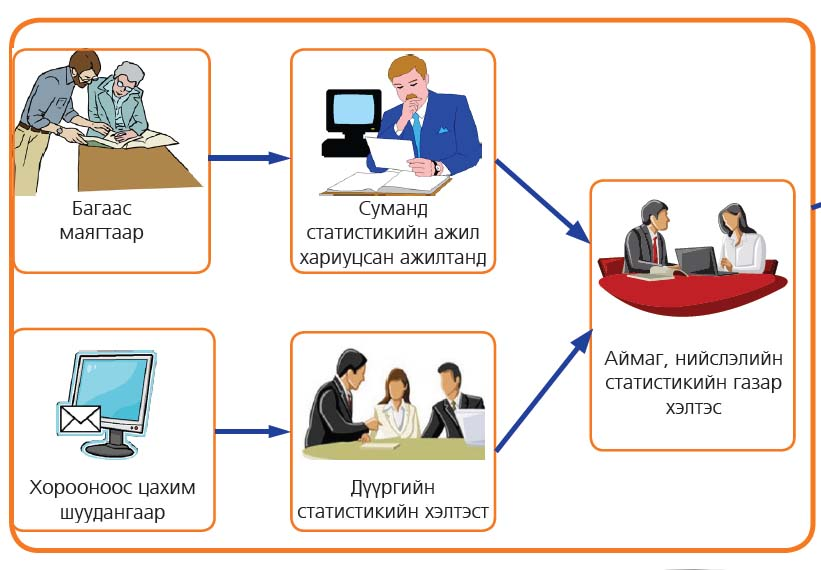 Багаас
маягтаар
Суманд
статистикийн ажил
хариуцсан ажилтанд
Аймаг, нийслэлийн
статистикийн газар
хэлтэс
Хорооноос цахим
шуудангаар
Дүүргийн
статистикийн хэлтэст